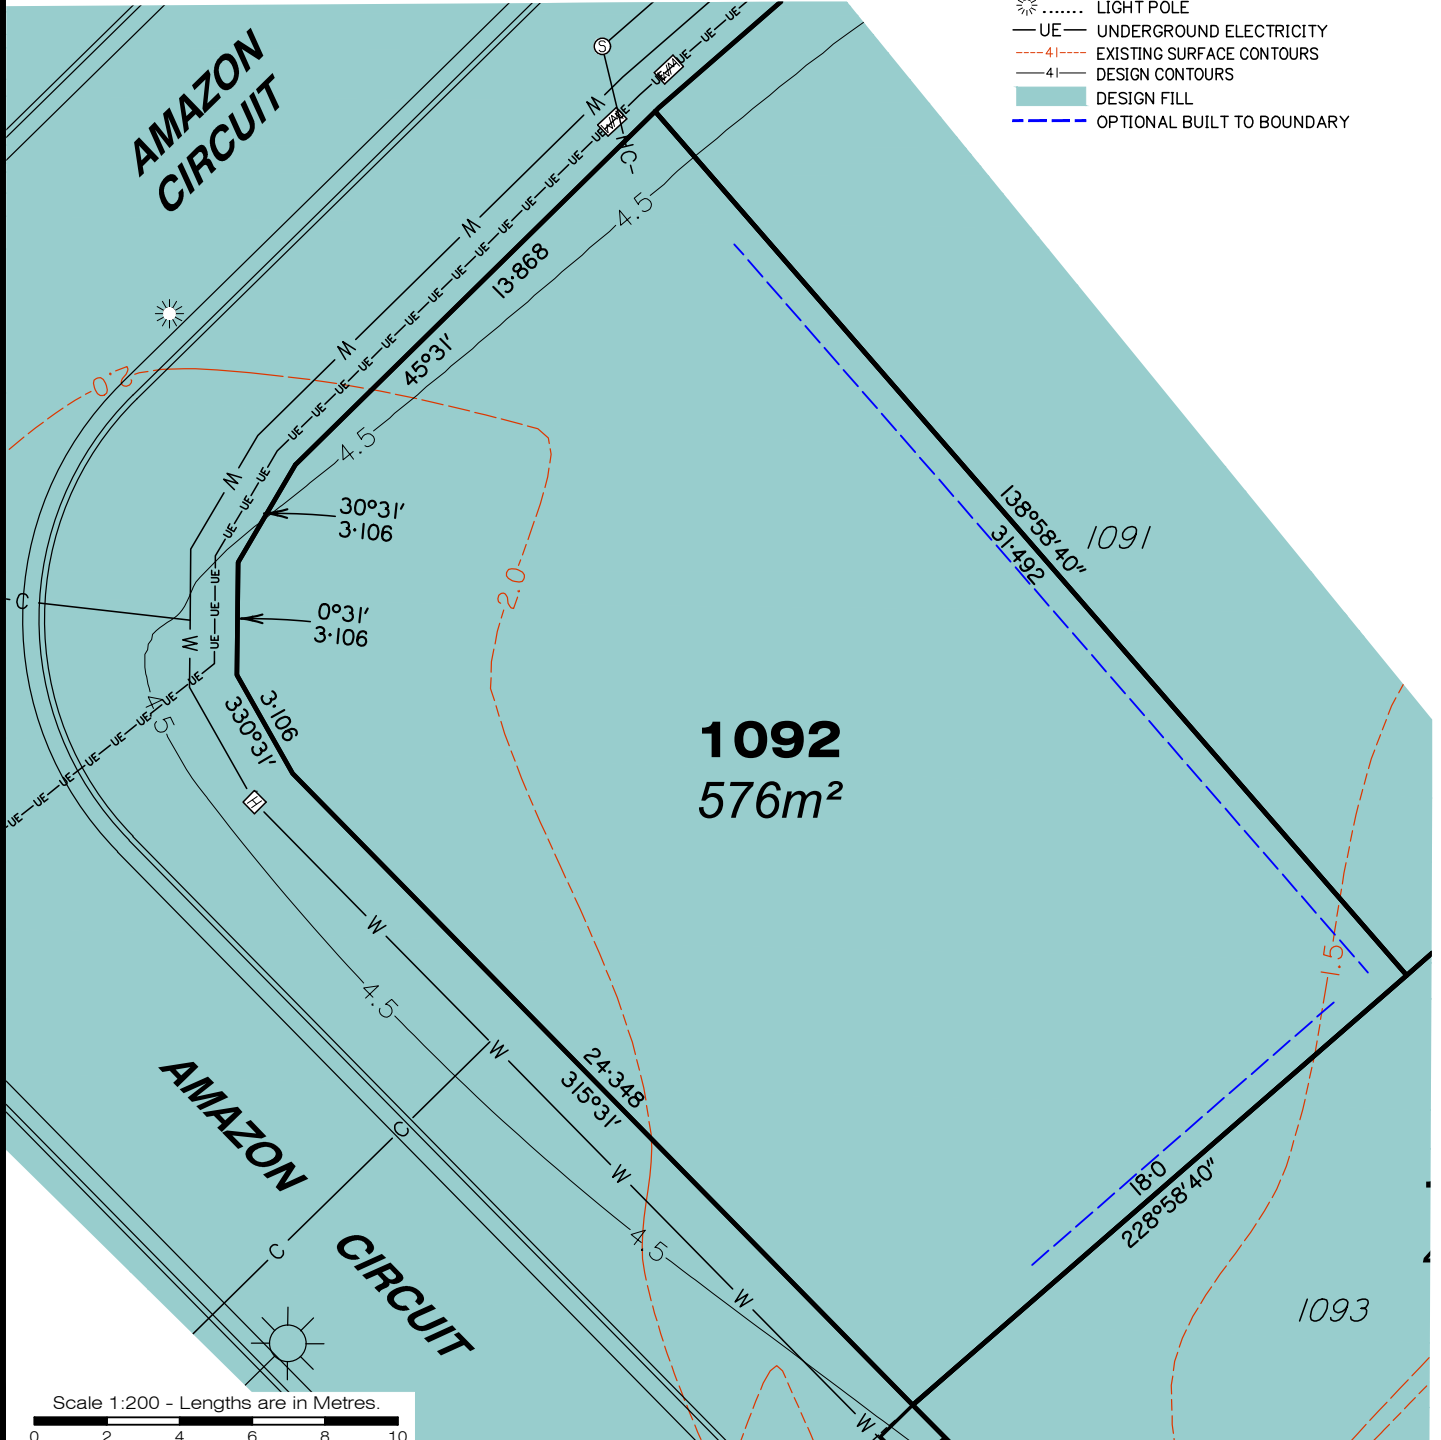 LIGHT POLE
UE UNDERGROUND ELECTRICITY
41 EXISTING SURFACE CONTOURS
41 DESIGN CONTOURS
DESIGN FILL
OPTIONAL BUILT TO BOUNDARY
AMAZON
CIRCUIT
S
W
C
4.5
13.868
45°31'
W
W
2.0
4.5
W
30°31'
3.106
138°58'40"
31.492
1091
2.0
C
0°31'
3.106
W
4.5
3.106
330°31'
UE
H
1092
576m²
W
1.5
4.5
W
24.348
315°31'
C
AMAZON
CIRCUIT
W
18.0
228°58'40"
4.5
C
W
1093
W
Scale 1:200 - Lengths are in Metres.
0 2 4 6 8 10